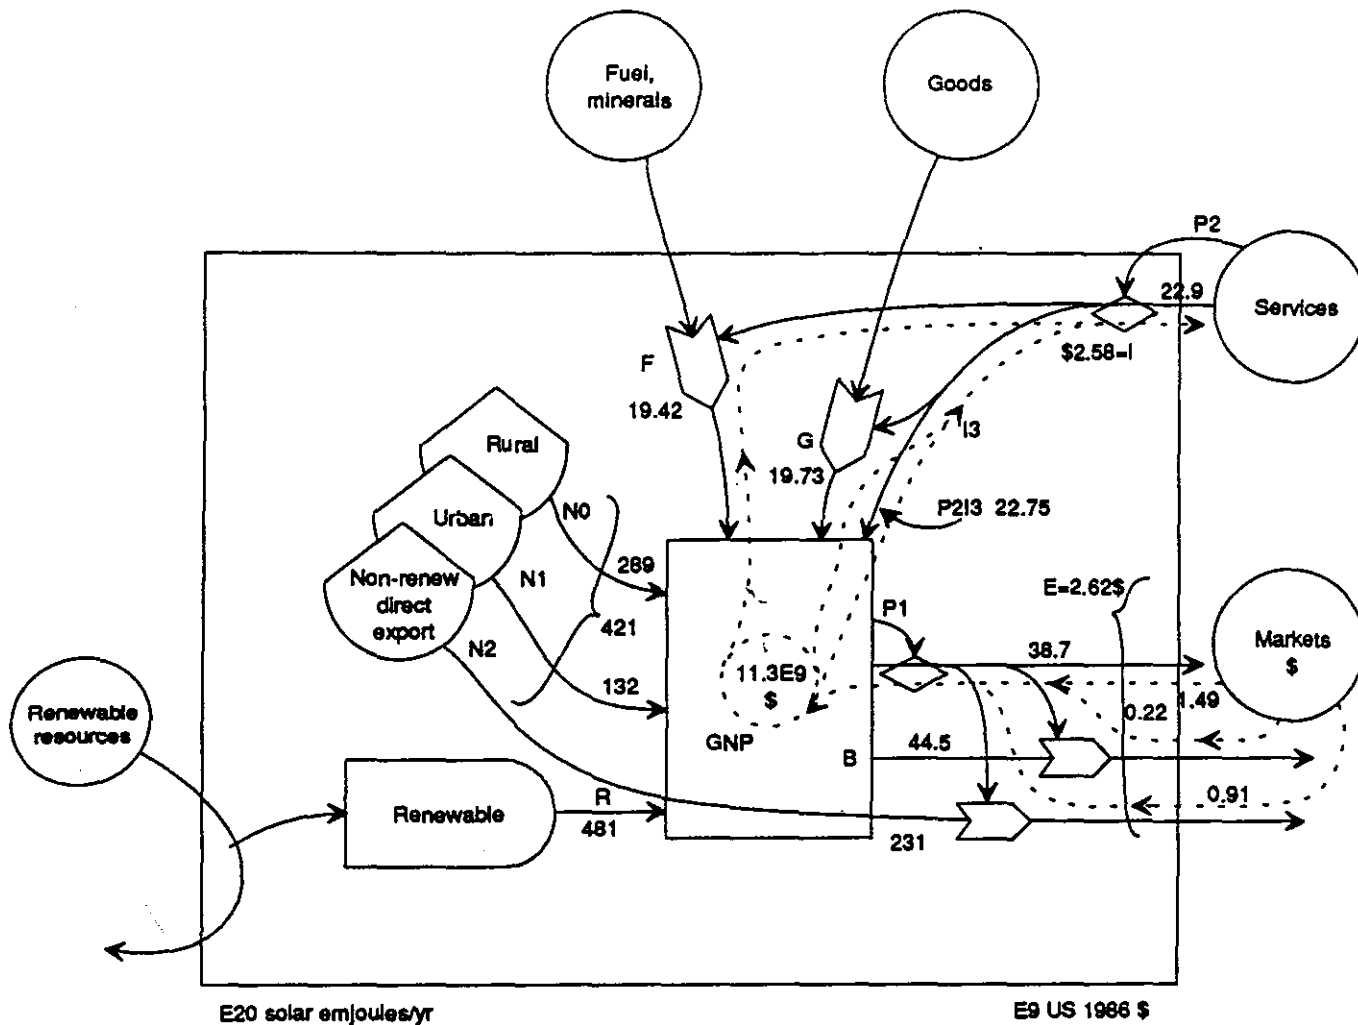 Fuel,
minerals
Goods
P2
22.9
Services
$2.58=I
F
19.42
G
19.73
I3
P2I3 22.75
Rural
Urban
Non-renew
direct
export
N0
N1
N2
289
421
132
E=2.62$
P1
38.7
Markets
$
11.3E9
$
GNP
0.22
1.49
B
44.5
0.91
Renewable
resources
Renewable
R
481
231
E20 solar emjoules/yr
E9 US 1986 $